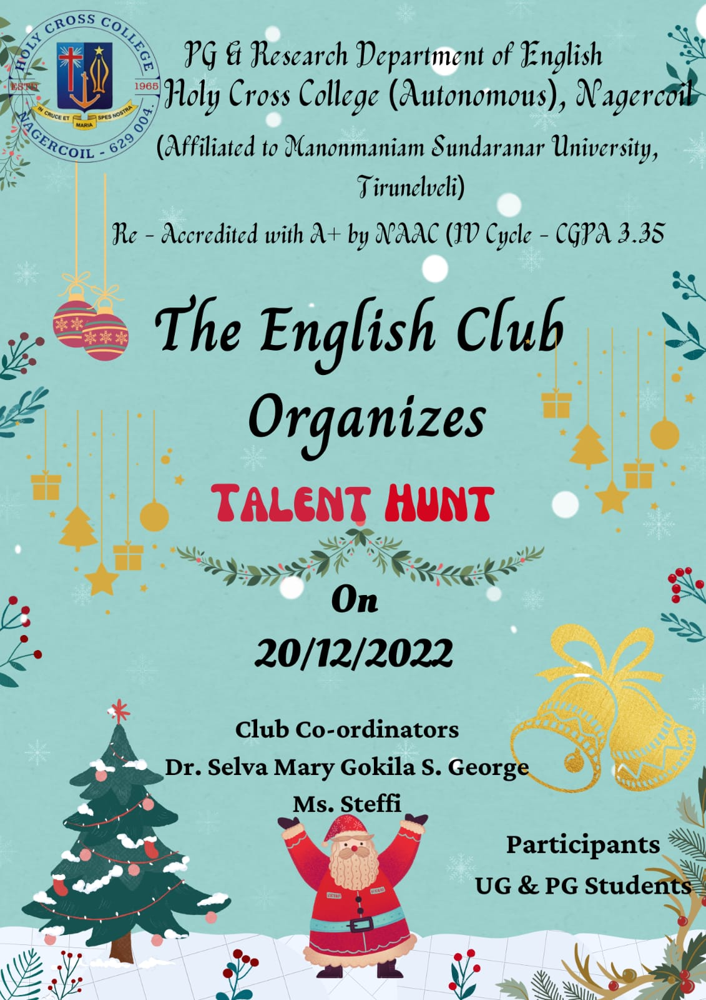 HOLY CROSS COLLEGE
ESTD 1965
IN CRUCE ET MARIA SPES NOSTRA
NAGERCOIL - 629 004.
PG & Research Department of English
Holy Cross College (Autonomous), Nagercoil
(Affiliated to Manonmaniam Sundaranar University,
Tirunelveli)
Re - Accredited with A+ by NAAC (IV Cycle - CGPA 3.35
The English Club
Organizes
TALENT HUNT
On
20/12/2022
Club Co-ordinators
Dr. Selva Mary Gokila S. George
Ms. Steffi
Participants
UG & PG Students